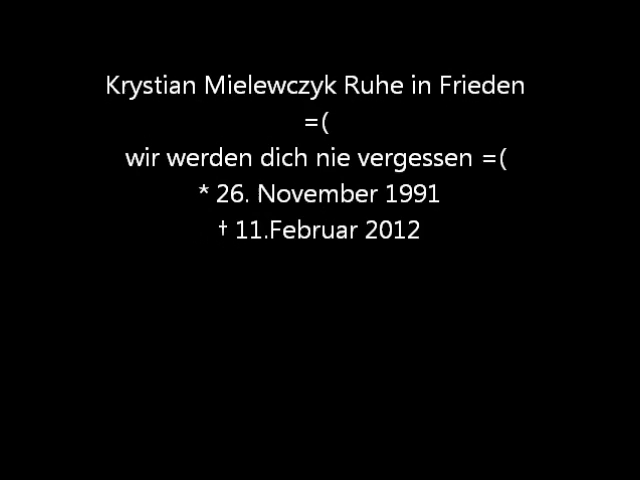 Krystian Mielewczyk Ruhe in Frieden
=(
wir werden dich nie vergessen =(
* 26. November 1991
† 11.Februar 2012